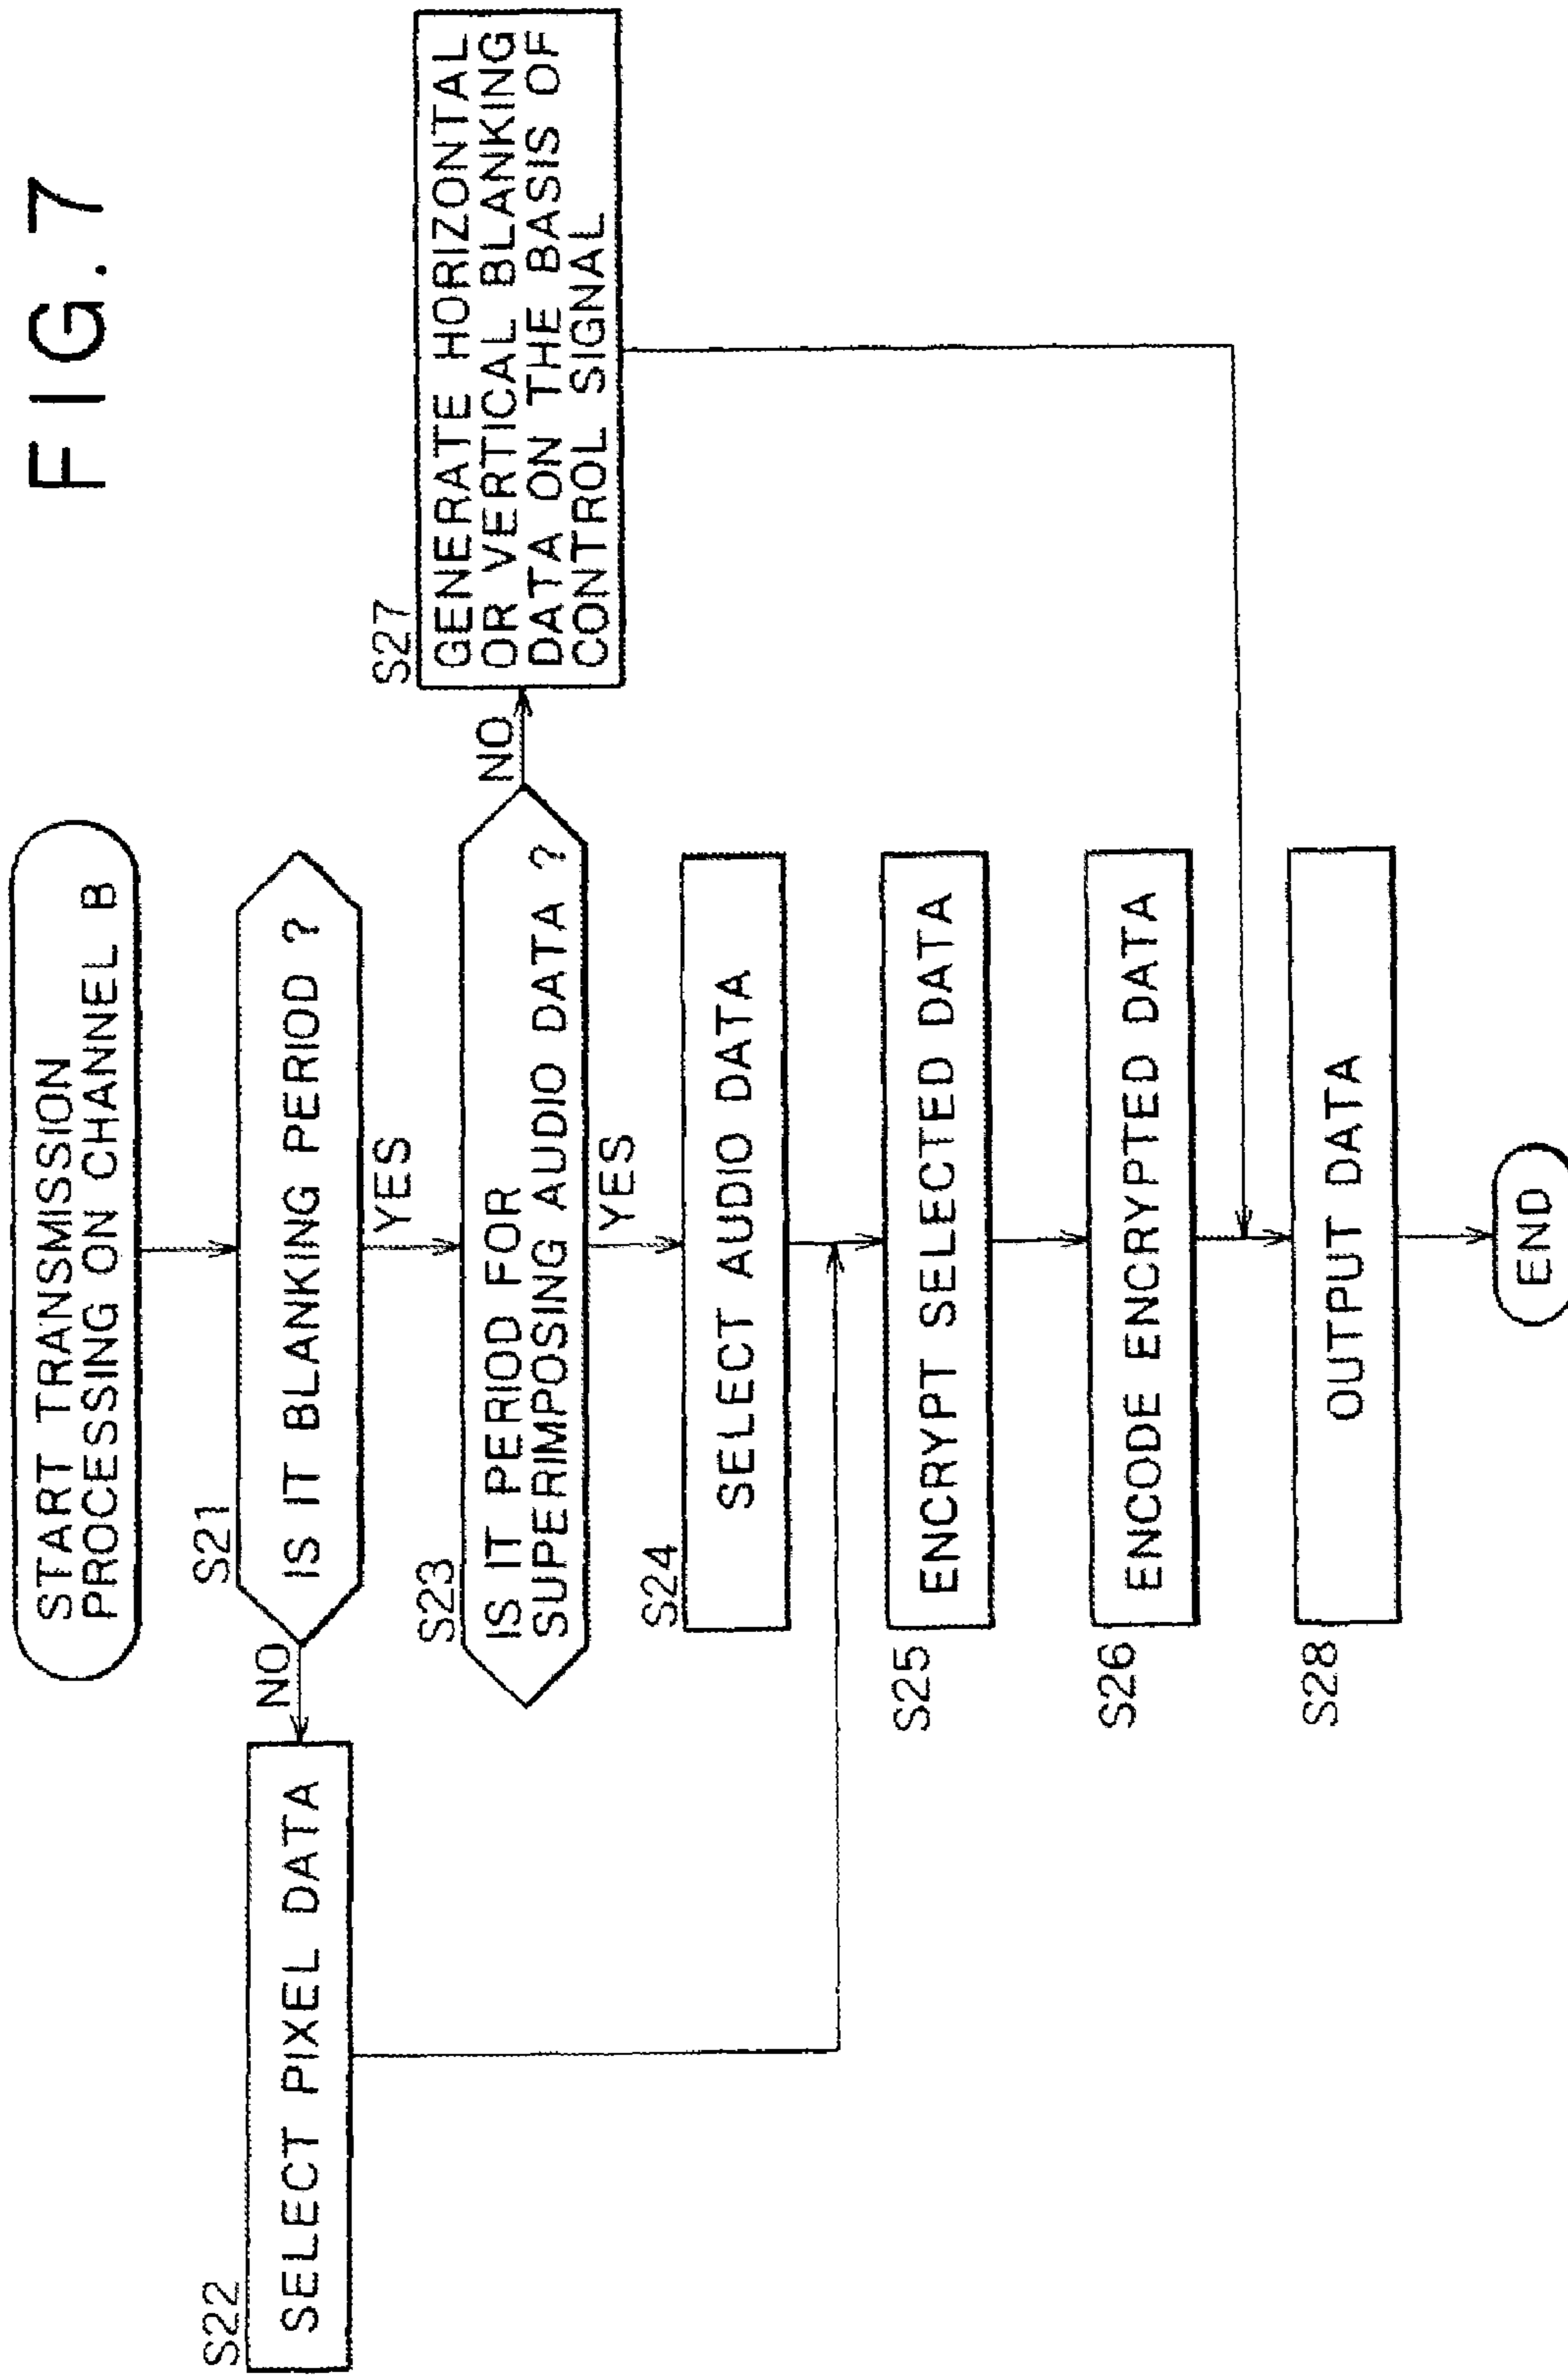 FIG.7
START TRANSMISSION
PROCESSING ON CHANNEL B
S21
IS IT BLANKING PERIOD ?
NO
YES
S22
SELECT PIXEL DATA
S23
IS IT PERIOD FOR
SUPERIMPOSING AUDIO DATA ?
NO
YES
S27
GENERATE HORIZONTAL
OR VERTICAL BLANKING
DATA ON THE BASIS OF
CONTROL SIGNAL
S24
SELECT AUDIO DATA
S25
ENCRYPT SELECTED DATA
S26
ENCODE ENCRYPTED DATA
S28
OUTPUT DATA
END